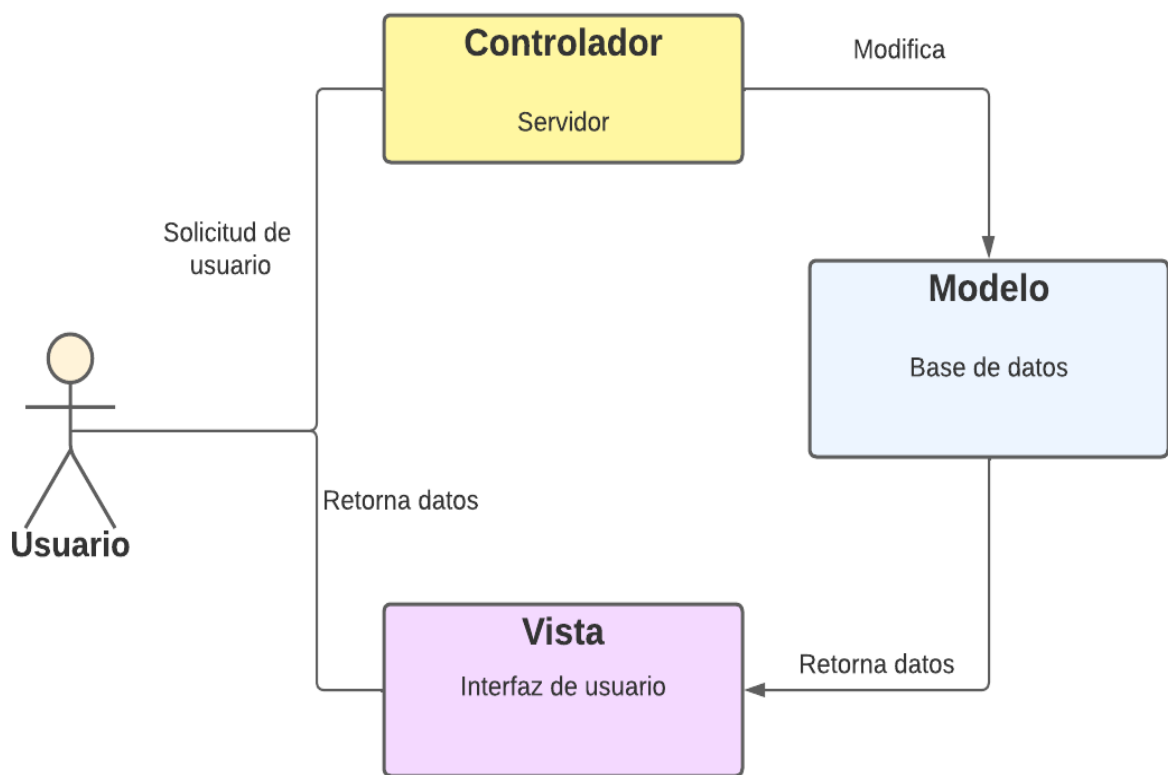 Controlador
Servidor
Modifica
Solicitud de
usuario
Modelo
Base de datos
Retorna datos
Usuario
Vista
Interfaz de usuario
Retorna datos